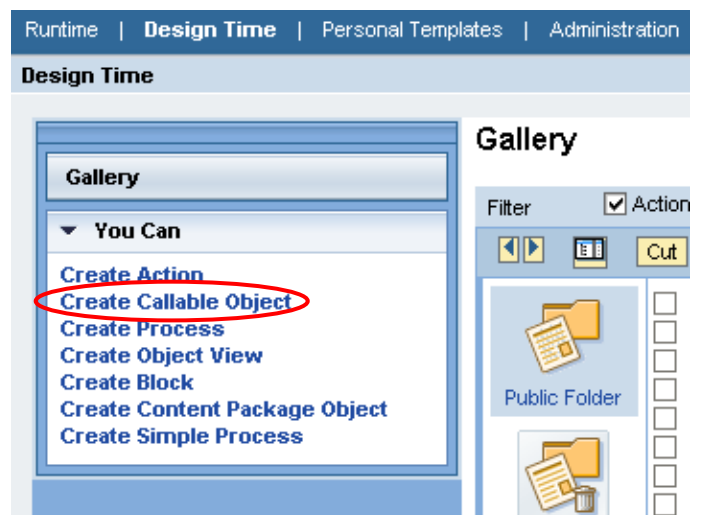 Runtime | Design Time | Personal Templates | Administration
Design Time
Gallery
You Can
Create Action
Create Callable Object
Create Process
Create Object View
Create Block
Create Content Package Object
Create Simple Process
Gallery
Filter Action
Cut
Public Folder